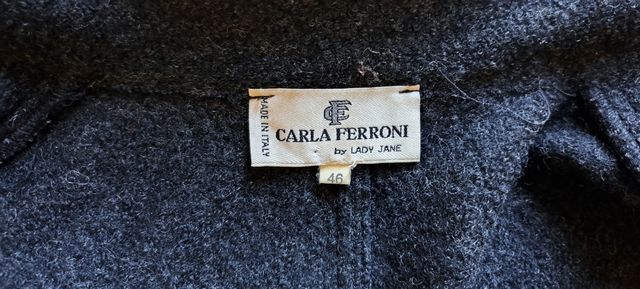 MADE IN ITALY
CF
CARLA FERRONI
by LADY JANE
46